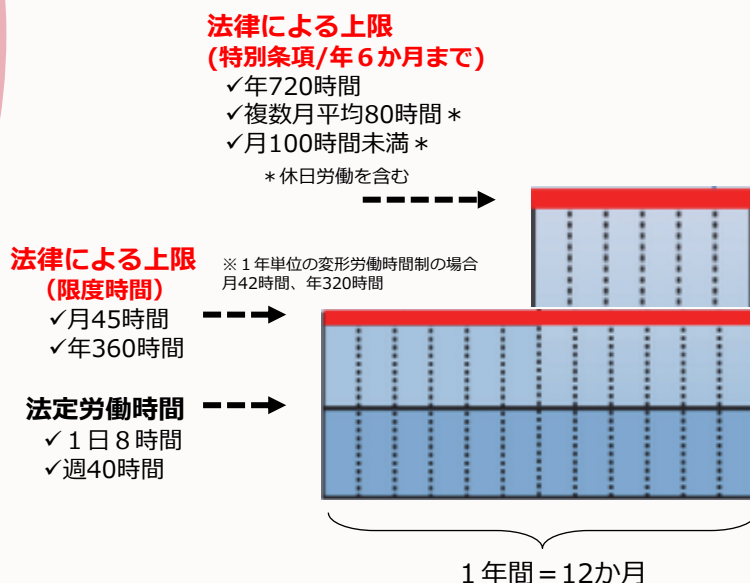 法律による上限
(特別条項/年６か月まで)
✓年720時間
✓複数月平均80時間＊
✓月100時間未満＊
＊休日労働を含む
法律による上限
（限度時間）
✓月45時間
✓年360時間
※１年単位の変形労働時間制の場合
月42時間、年320時間
法定労働時間
✓１日８時間
✓週40時間
１年間＝12か月